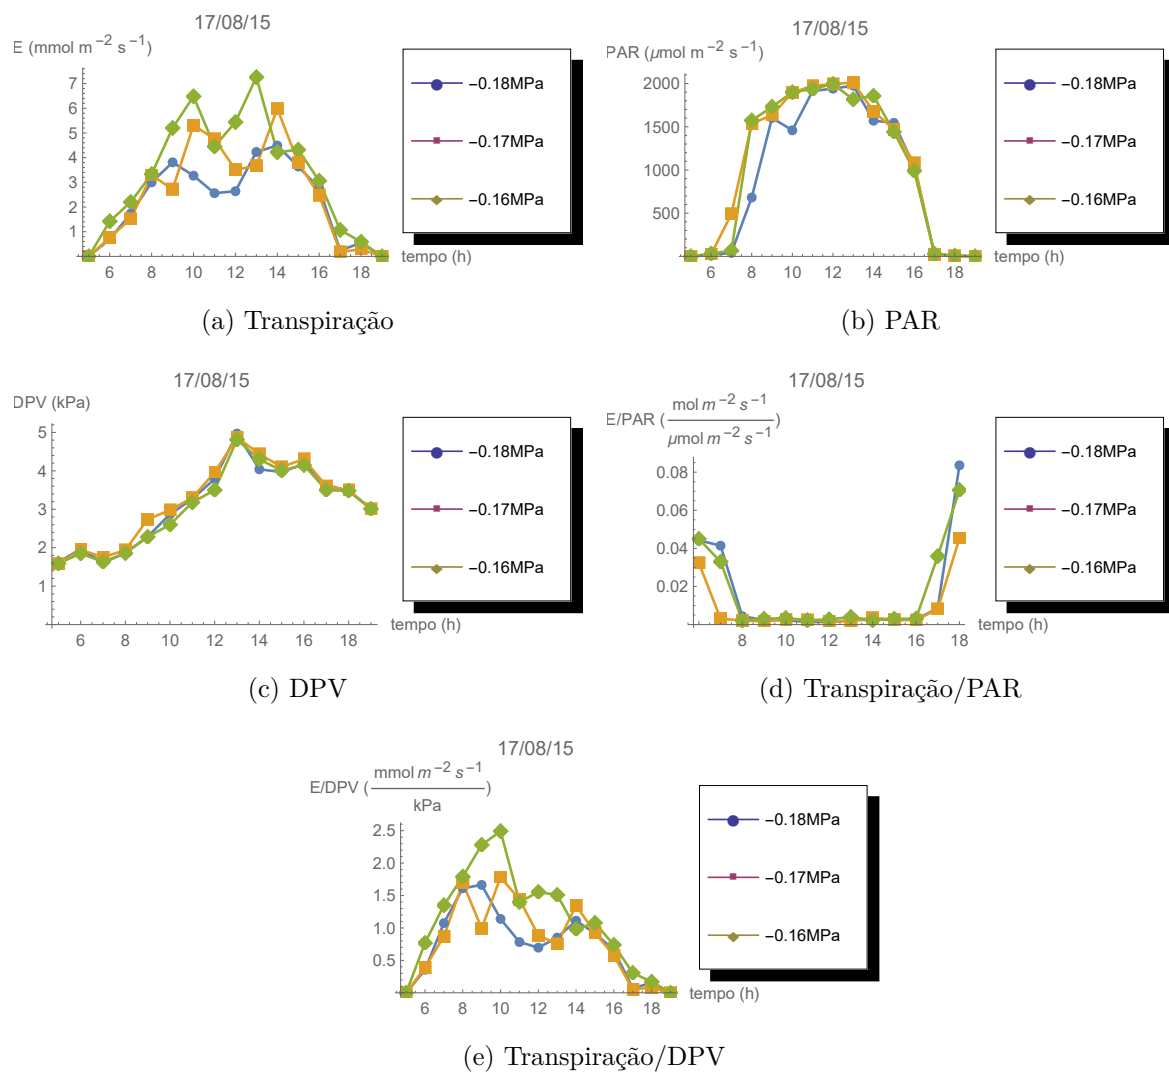 17/08/15
E (mmol m⁻² s⁻¹)
7
6
5
4
3
2
1
6 8 10 12 14 16 18
tempo (h)
−0.18MPa
−0.17MPa
−0.16MPa
(a) Transpiração
17/08/15
PAR (μmol m⁻² s⁻¹)
2000
1500
1000
500
6 8 10 12 14 16 18
tempo (h)
−0.18MPa
−0.17MPa
−0.16MPa
(b) PAR
17/08/15
DPV (kPa)
5
4
3
2
1
6 8 10 12 14 16 18
tempo (h)
−0.18MPa
−0.17MPa
−0.16MPa
(c) DPV
17/08/15
E/PAR (mol m⁻² s⁻¹ / μmol m⁻² s⁻¹)
0.08
0.06
0.04
0.02
8 10 12 14 16 18
tempo (h)
−0.18MPa
−0.17MPa
−0.16MPa
(d) Transpiração/PAR
17/08/15
E/DPV (mmol m⁻² s⁻¹ / kPa)
2.5
2.0
1.5
1.0
0.5
6 8 10 12 14 16 18
tempo (h)
−0.18MPa
−0.17MPa
−0.16MPa
(e) Transpiração/DPV